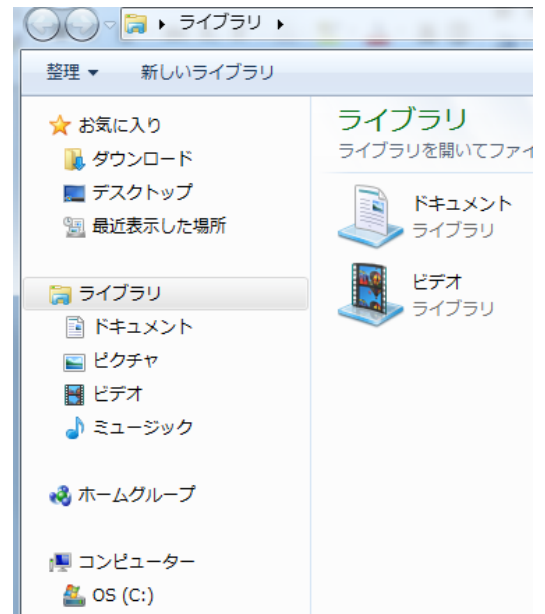 ライブラリ
整理
新しいライブラリ
お気に入り
ダウンロード
デスクトップ
最近表示した場所
ライブラリ
ドキュメント
ピクチャ
ビデオ
ミュージック
ホームグループ
コンピューター
OS (C:)
ライブラリ
ライブラリを開いてファイ
ドキュメント
ライブラリ
ビデオ
ライブラリ